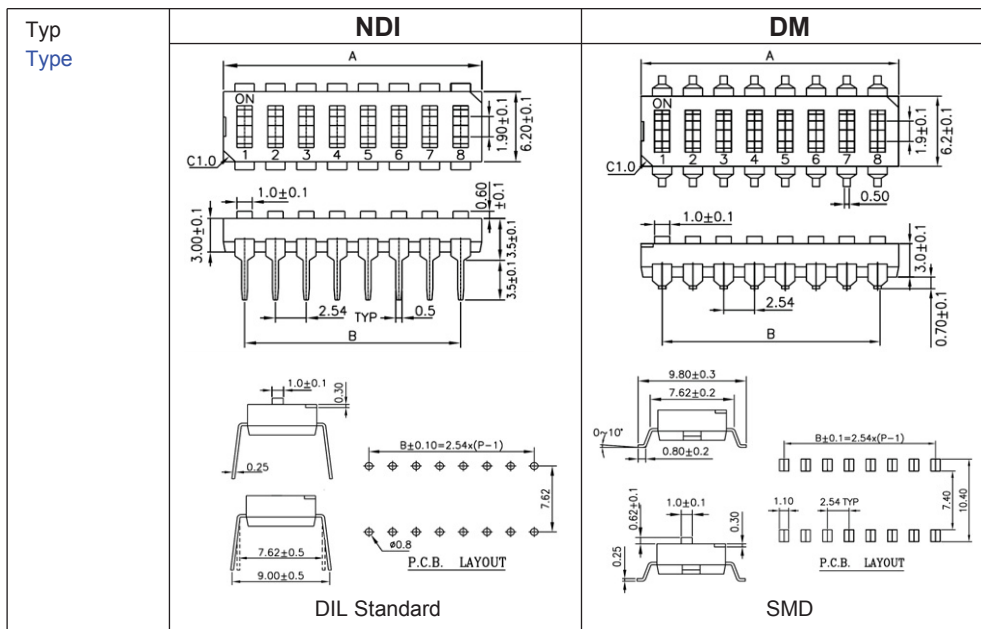 Typ
Type
NDI
A
ON
1 2 3 4 5 6 7 8
C1.0
1.90±0.1
6.20±0.1
1.0±0.1
0.60
±0.1
3.00±0.1
3.5±0.1
3.5±0.1
2.54
TYP
0.5
B
1.0±0.1
0.30
0.25
7.62±0.5
9.00±0.5
B±0.10=2.54x(P-1)
7.62
ø0.8
P.C.B. LAYOUT
DIL Standard
DM
A
ON
1 2 3 4 5 6 7 8
C1.0
1.9±0.1
6.2±0.1
0.50
1.0±0.1
3.0±0.1
2.54
0.70±0.1
B
9.80±0.3
7.62±0.2
0~10°
0.80±0.2
0.62±0.1
1.0±0.1
0.30
0.25
B±0.1=2.54x(P-1)
1.10
2.54 TYP
7.40
10.40
P.C.B. LAYOUT
SMD